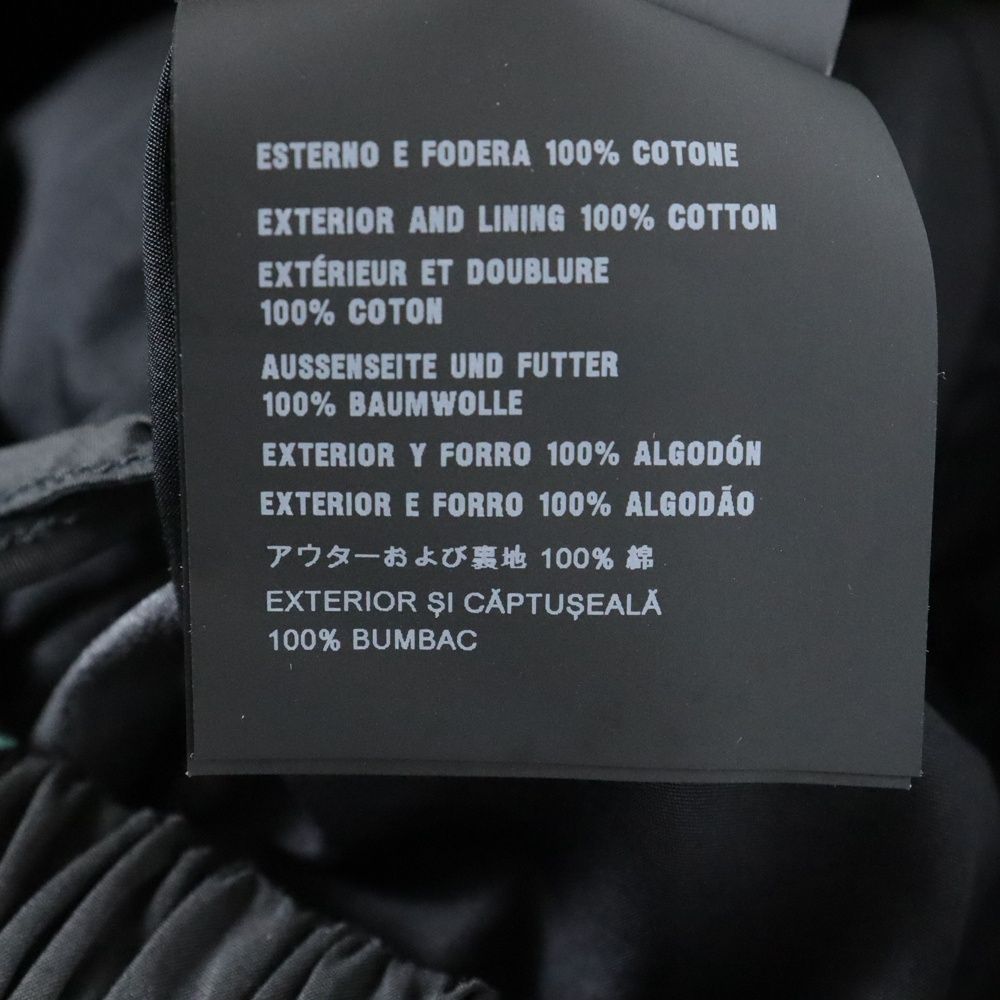 ESTERNO E FODERA 100% COTONE
EXTERIOR AND LINING 100% COTTON
EXTÉRIEUR ET DOUBLURE
100% COTON
AUSSENSEITE UND FUTTER
100% BAUMWOLLE
EXTERIOR Y FORRO 100% ALGODÓN
EXTERIOR E FORRO 100% ALGODÃO
アウターおよび裏地 100% 綿
EXTERIOR ȘI CĂPTUȘEALĂ
100% BUMBAC